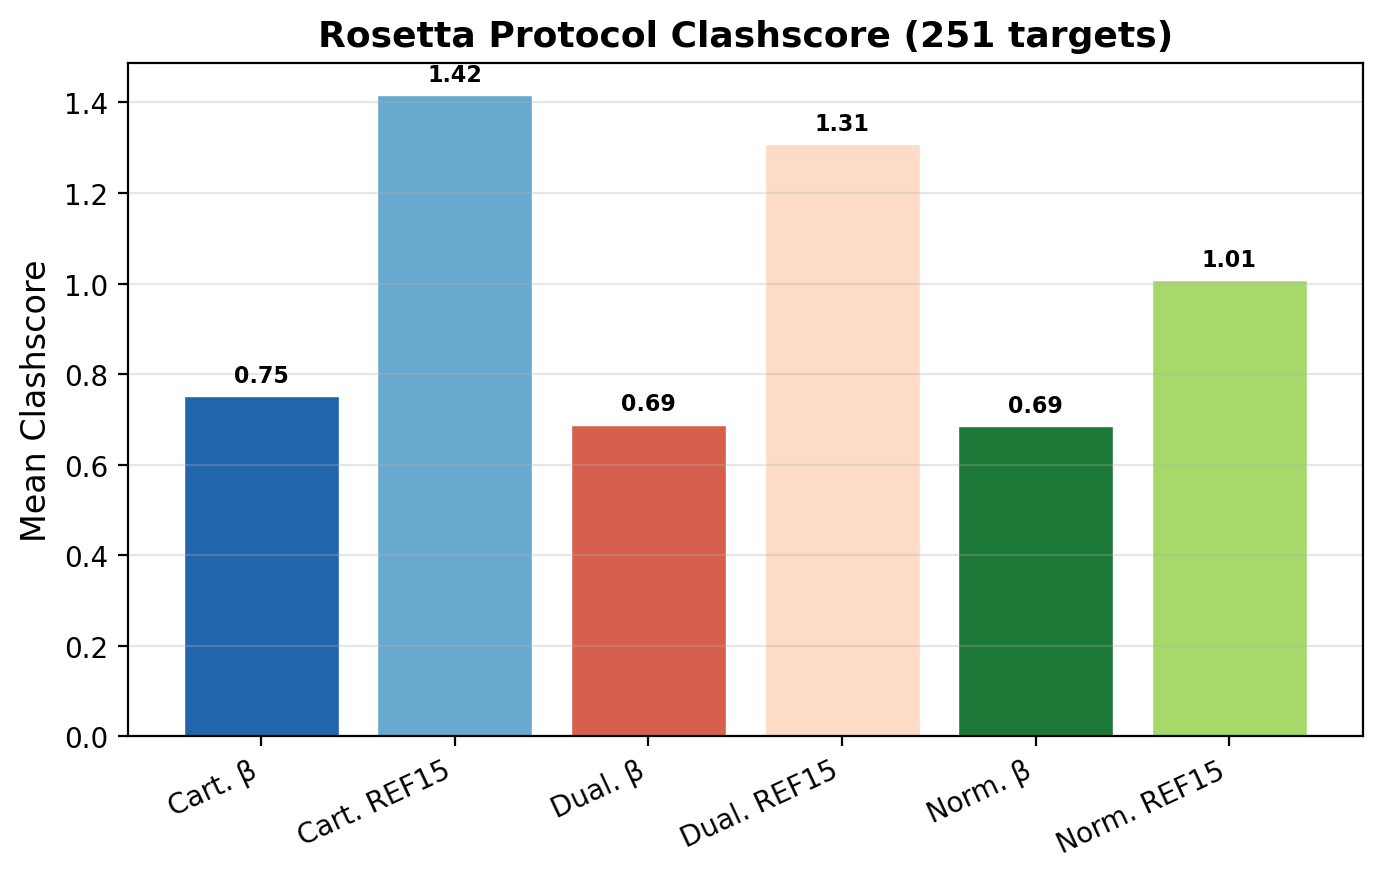 Rosetta Protocol Clashscore (251 targets)
Mean Clashscore
1.4
1.2
1.0
0.8
0.6
0.4
0.2
0.0
0.75
1.42
0.69
1.31
0.69
1.01
Cart. β
Cart. REF15
Dual. β
Dual. REF15
Norm. β
Norm. REF15